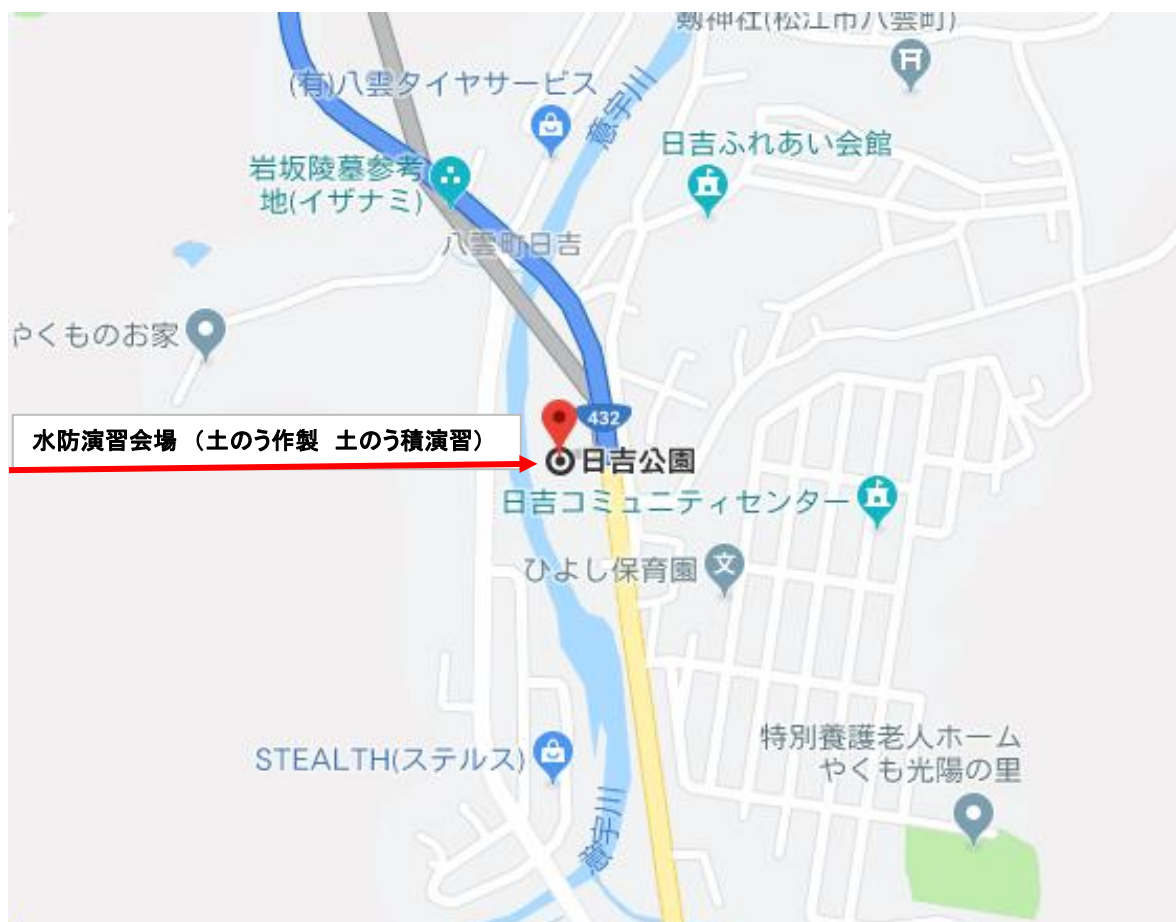 剱神社(松江市八雲町)
(有)八雲タイヤサービス
意宇川
日吉ふれあい会館
岩坂陵墓参考
地(イザナミ)
八雲町日吉
やくものお家
432
水防演習会場 (土のう作製 土のう積演習)
日吉公園
日吉コミュニティセンター
ひよし保育園
文
特別養護老人ホーム
やくも光陽の里
STEALTH(ステルス)
意宇川